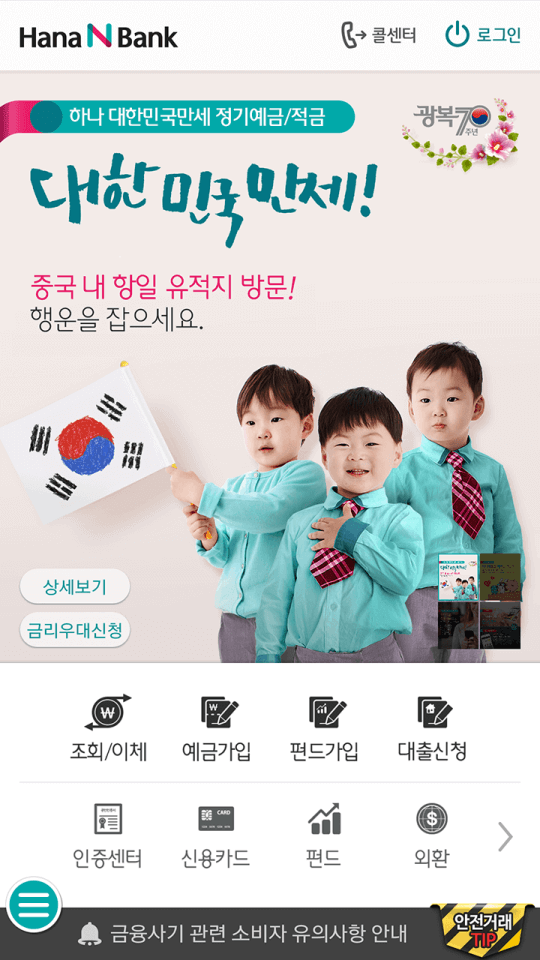 Hana N Bank
콜센터
로그인
하나 대한민국만세 정기예금/적금
광복70
주년
대한민국만세!
중국 내 항일 유적지 방문!
행운을 잡으세요.
상세보기
금리우대신청
조회/이체
예금가입
펀드가입
대출신청
인증센터
CARD
신용카드
펀드
외환
금융사기 관련 소비자 유의사항 안내
안전거래
TIP